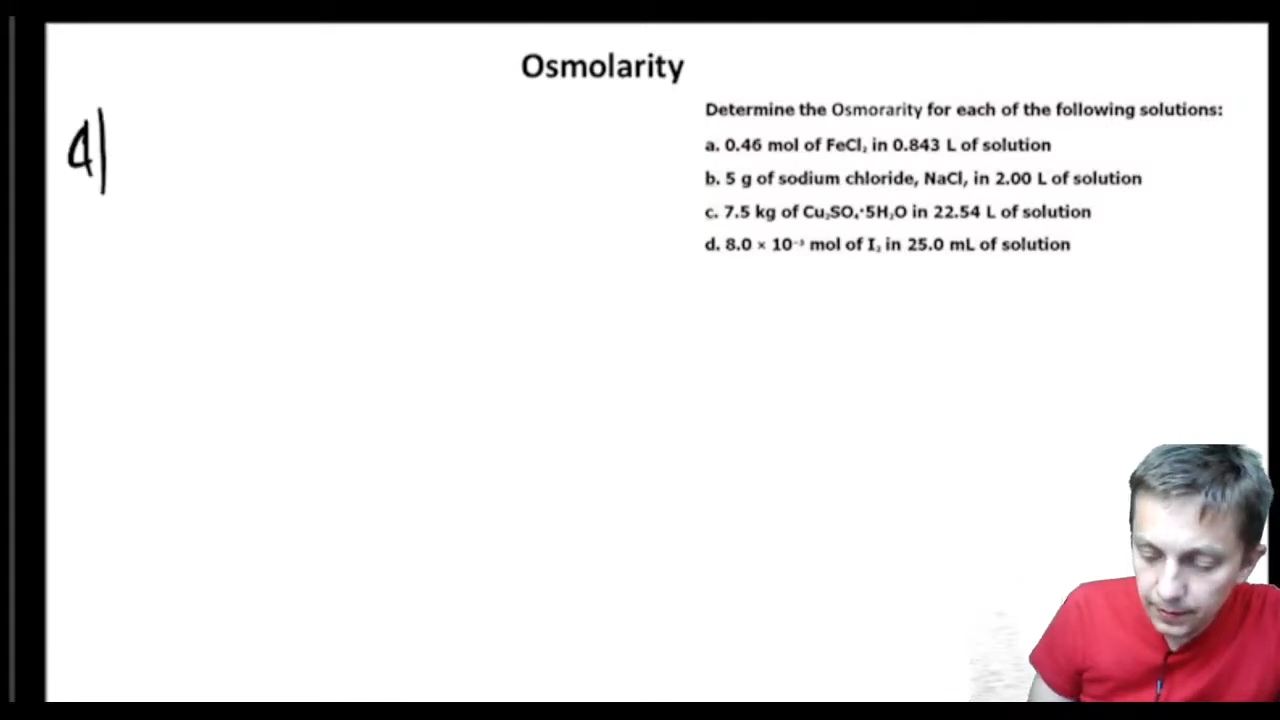 Osmolarity
a)
Determine the Osmorarity for each of the following solutions:
a. 0.46 mol of FeCl₃ in 0.843 L of solution
b. 5 g of sodium chloride, NaCl, in 2.00 L of solution
c. 7.5 kg of Cu₂SO₄·5H₂O in 22.54 L of solution
d. 8.0 × 10⁻³ mol of I₂ in 25.0 mL of solution